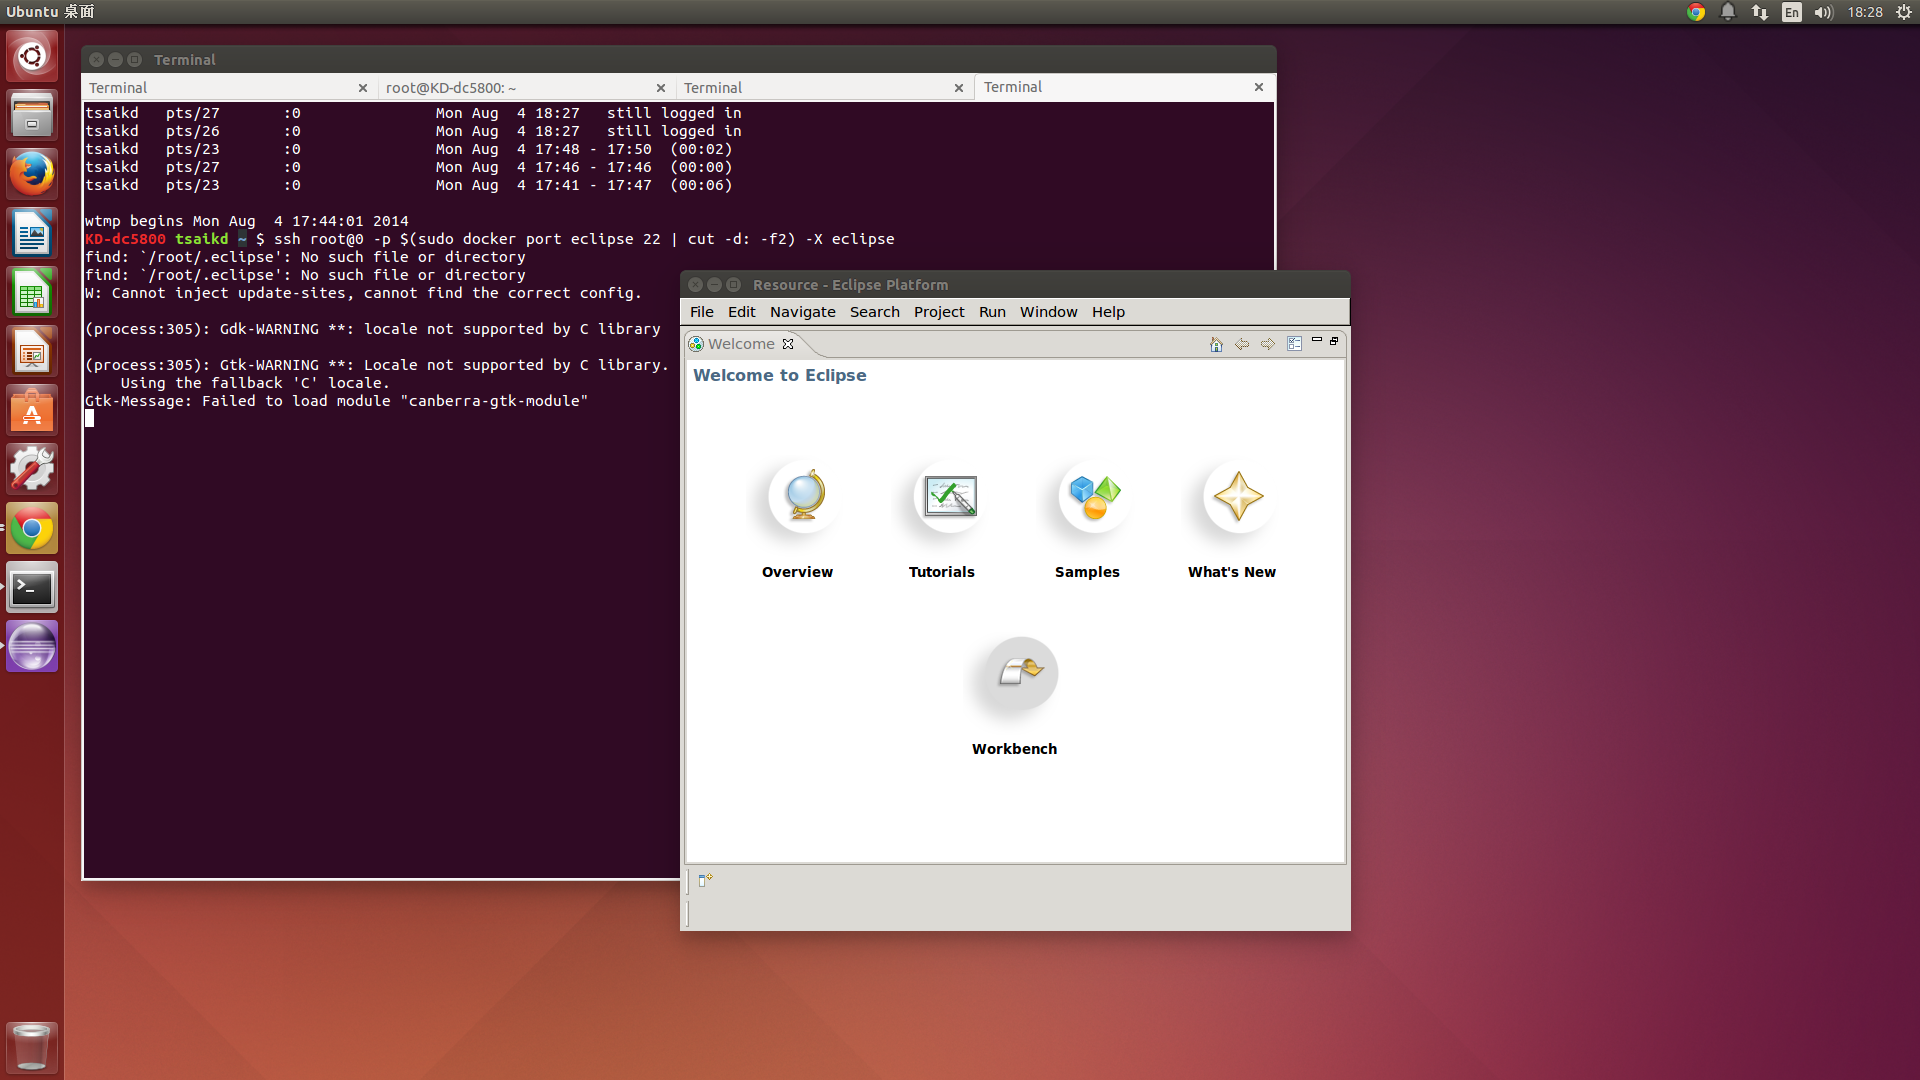 Ubuntu 桌面
En
18:28
Terminal
Terminal
root@KD-dc5800: ~
Terminal
Terminal
tsaikd   pts/27       :0               Mon Aug  4 18:27   still logged in
tsaikd   pts/26       :0               Mon Aug  4 18:27   still logged in
tsaikd   pts/23       :0               Mon Aug  4 17:48 - 17:50  (00:02)
tsaikd   pts/27       :0               Mon Aug  4 17:46 - 17:46  (00:00)
tsaikd   pts/23       :0               Mon Aug  4 17:41 - 17:47  (00:06)
wtmp begins Mon Aug  4 17:44:01 2014
KD-dc5800 tsaikd ~ $ ssh root@0 -p $(sudo docker port eclipse 22 | cut -d: -f2) -X eclipse
find: `/root/.eclipse': No such file or directory
find: `/root/.eclipse': No such file or directory
W: Cannot inject update-sites, cannot find the correct config.
(process:305): Gdk-WARNING **: locale not supported by C library
(process:305): Gtk-WARNING **: Locale not supported by C library.
    Using the fallback 'C' locale.
Gtk-Message: Failed to load module "canberra-gtk-module"
Resource - Eclipse Platform
File Edit Navigate Search Project Run Window Help
Welcome
Welcome to Eclipse
Overview
Tutorials
Samples
What's New
Workbench